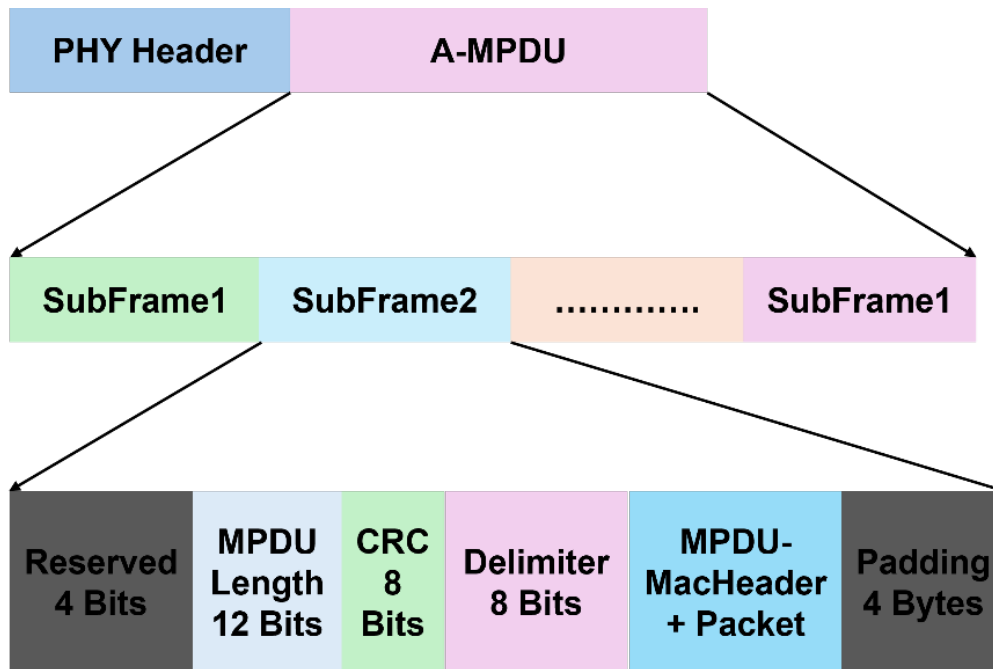 PHY Header
A-MPDU
SubFrame1
SubFrame2
.............
SubFrame1
Reserved
4 Bits
MPDU
Length
12 Bits
CRC
8
Bits
Delimiter
8 Bits
MPDU-
MacHeader
+ Packet
Padding
4 Bytes